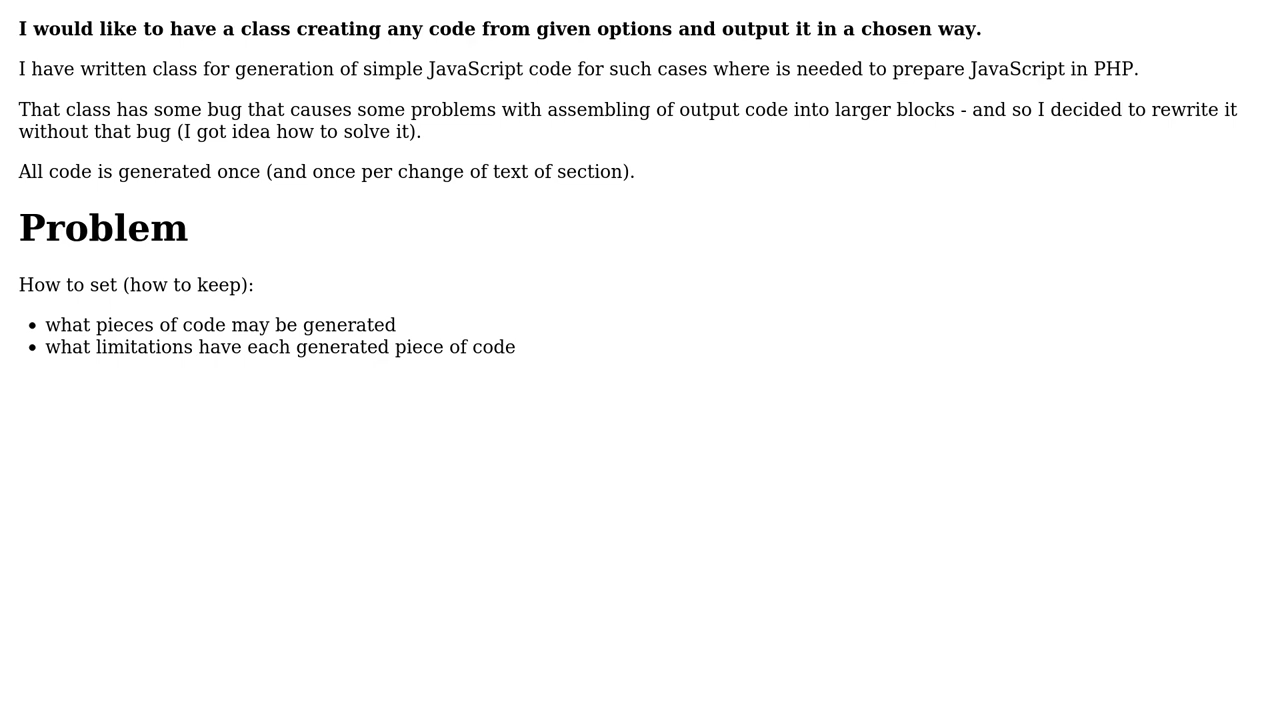 I would like to have a class creating any code from given options and output it in a chosen way.
I have written class for generation of simple JavaScript code for such cases where is needed to prepare JavaScript in PHP.
That class has some bug that causes some problems with assembling of output code into larger blocks - and so I decided to rewrite it
without that bug (I got idea how to solve it).
All code is generated once (and once per change of text of section).
Problem
How to set (how to keep):
• what pieces of code may be generated
• what limitations have each generated piece of code